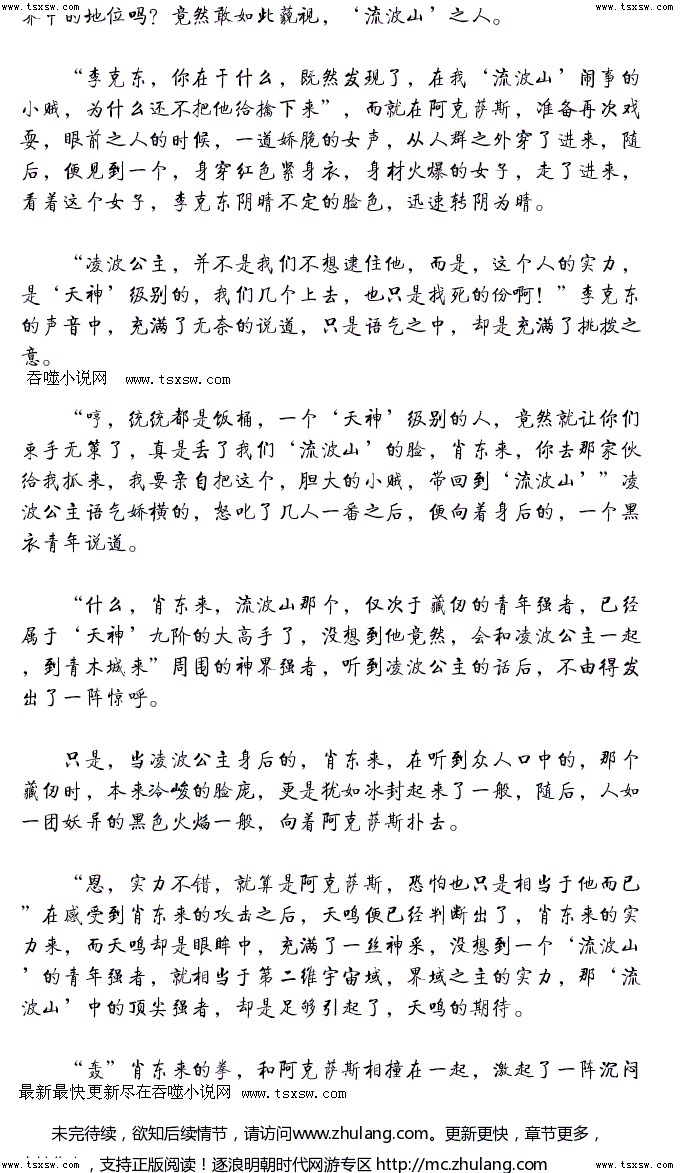 www.tsxsw.com www.tsxsw.com
界中的地位吗？竟然敢如此藐视，‘流波山’之人。
“李克东，你在干什么，既然发现了，在我‘流波山’闹事的
小贼，为什么还不把他给擒下来”，而就在阿克萨斯，准备再次戏
耍，眼前之人的时候，一道娇脆的女声，从人群之外穿了进来，随
后，便见到一个，身穿红色紧身衣，身材火爆的女子，走了进来，
看着这个女子，李克东阴晴不定的脸色，迅速转阴为晴。
“凌波公主，并不是我们不想逮住他，而是，这个人的实力，
是‘天神’级别的，我们几个上去，也只是找死的份啊！”李克东
的声音中，充满了无奈的说道，只是语气之中，却是充满了挑拨之
意。
吞噬小说网 www.tsxsw.com
“哼，统统都是饭桶，一个‘天神’级别的人，竟然就让你们
束手无策了，真是丢了我们‘流波山’的脸，肖东来，你去那家伙
给我抓来，我要亲自把这个，胆大的小贼，带回到‘流波山’”凌
波公主语气娇横的，怒叱了几人一番之后，便向着身后的，一个黑
衣青年说道。
“什么，肖东来，流波山那个，仅次于藏仞的青年强者，已经
属于‘天神’九阶的大高手了，没想到他竟然，会和凌波公主一起
，到青木城来”周围的神界强者，听到凌波公主的话后，不由得发
出了一阵惊呼。
只是，当凌波公主身后的，肖东来，在听到众人口中的，那个
藏仞时，本来冷峻的脸庞，更是犹如冰封起来了一般，随后，人如
一团妖异的黑色火焰一般，向着阿克萨斯扑去。
“恩，实力不错，就算是阿克萨斯，恐怕也只是相当于他而已
”在感受到肖东来的攻击之后，天鸣便已经判断出了，肖东来的实
力来，而天鸣却是眼眸中，充满了一丝神采，没想到一个‘流波山
’的青年强者，就相当于第二维宇宙域，界域之主的实力，那‘流
波山’中的顶尖强者，却是足够引起了，天鸣的期待。
“轰”肖东来的拳，和阿克萨斯相撞在一起，激起了一阵沉闷
最新最快更新尽在吞噬小说网 www.tsxsw.com
未完待续，欲知后续情节，请访问www.zhulang.com。更新更快，章节更多，
www.tsxsw.com ，支持正版阅读！逐浪明朝时代网游专区 http://mc.zhulang.com www.tsxsw.com